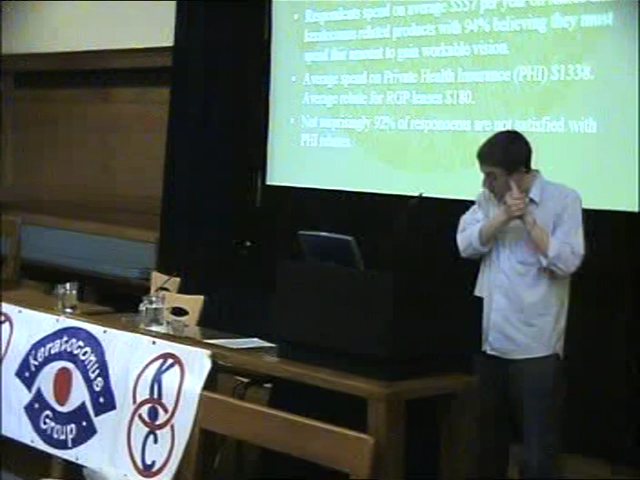 • Respondents spend on average $557 per year on
keratoconus related products with 94% believing they must
spend this amount to gain workable vision.
• Average spend on Private Health Insurance (PHI) $1338.
Average rebate for RGP lenses $180.
• Not surprisingly 92% of respondents are not satisfied with
PHI rebates.
• Keratoconus •
Group
K
C